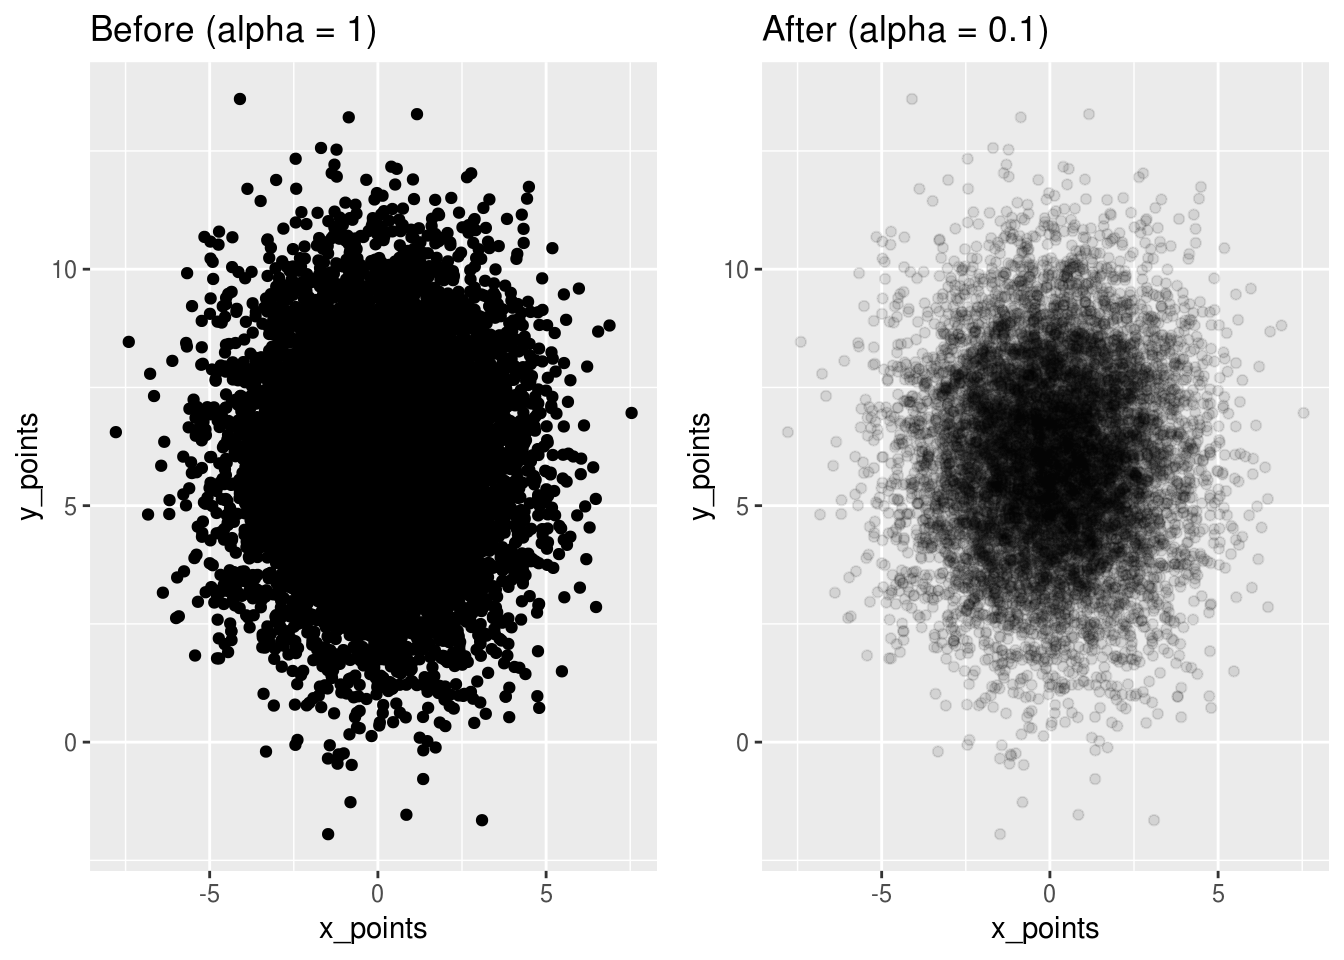 Before (alpha = 1)
10
5
0
-5 0 5
x_points
y_points
After (alpha = 0.1)
10
5
0
-5 0 5
x_points
y_points